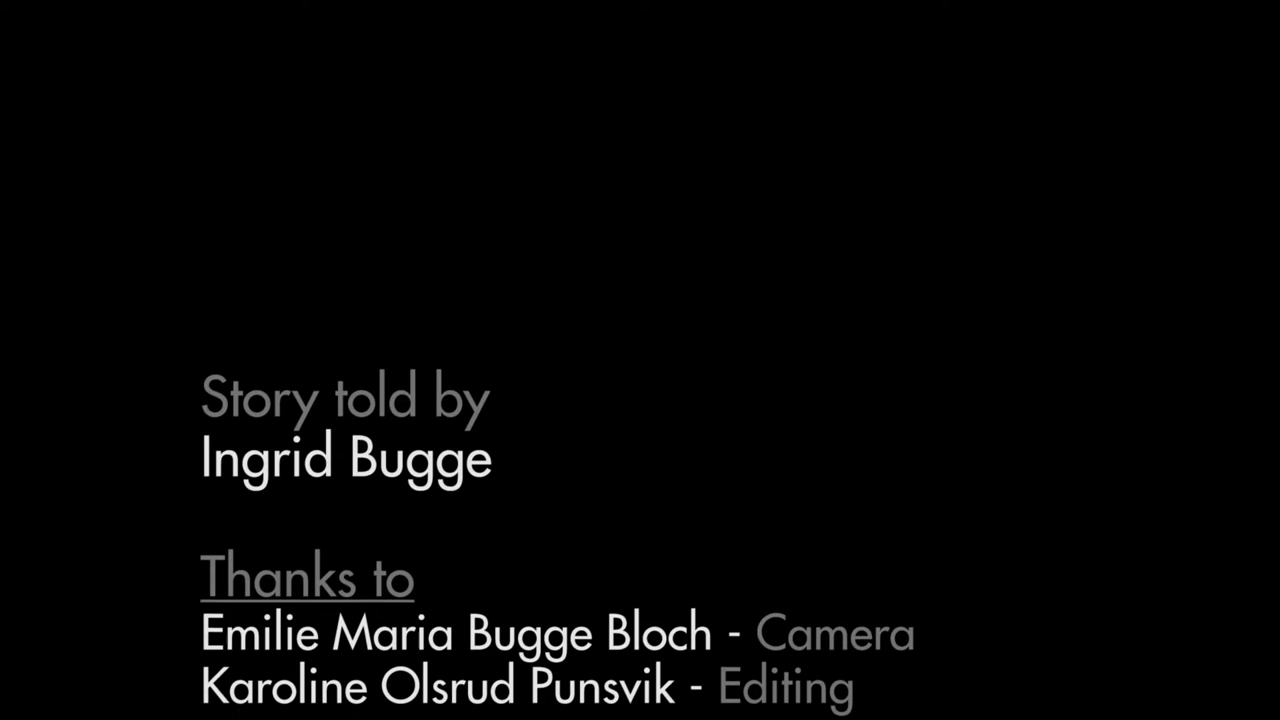 Story told by
Ingrid Bugge
Thanks to
Emilie Maria Bugge Bloch - Camera
Karoline Olsrud Punsvik - Editing